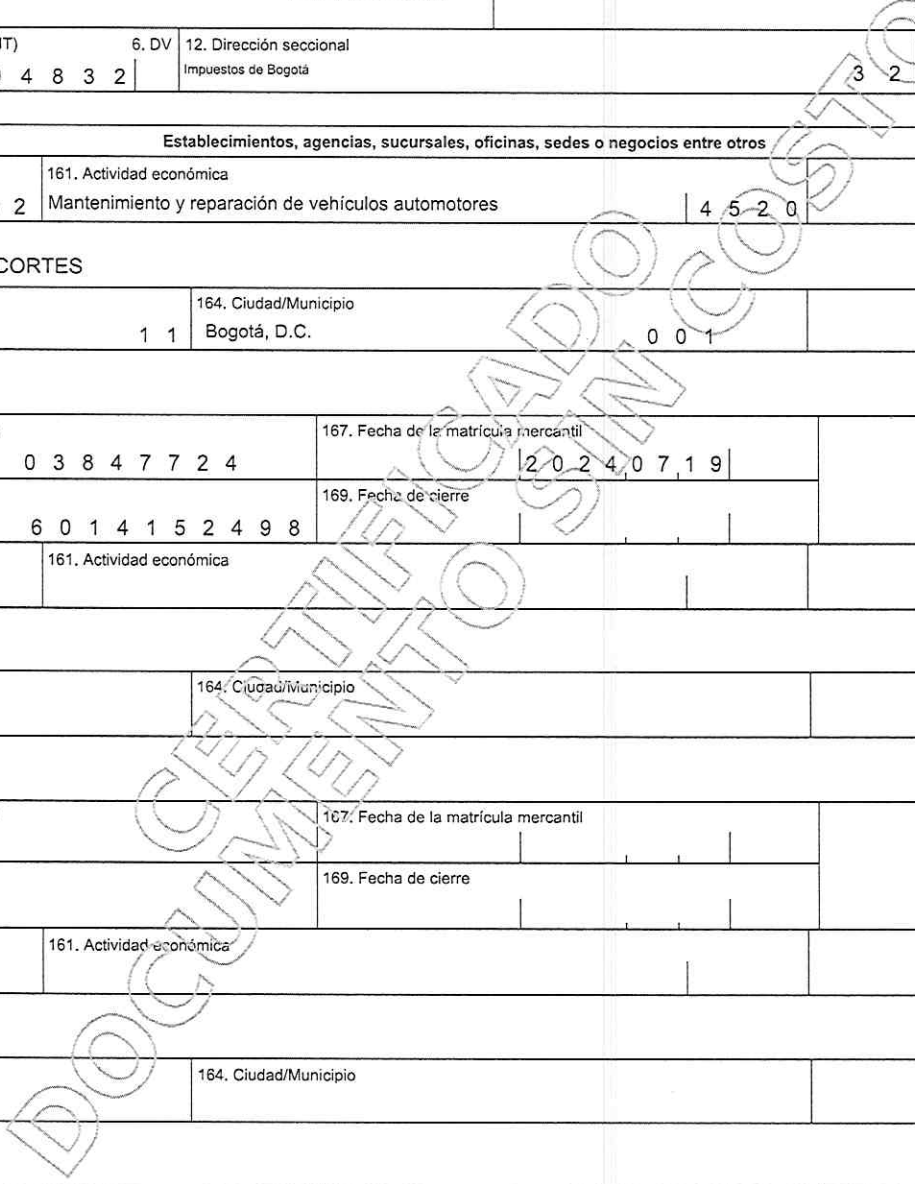 IT) 6. DV 12. Dirección seccional
4 8 3 2 Impuestos de Bogotá 3 2
Establecimientos, agencias, sucursales, oficinas, sedes o negocios entre otros
161. Actividad económica
2 Mantenimiento y reparación de vehículos automotores 4 5 2 0
CORTES
164. Ciudad/Municipio
1 1 Bogotá, D.C. 0 0 1
167. Fecha de la matrícula mercantil
0 3 8 4 7 7 2 4 2 0 2 4 0 7 1 9
169. Fecha de cierre
6 0 1 4 1 5 2 4 9 8
161. Actividad económica
164. Ciudad/Municipio
167. Fecha de la matrícula mercantil
169. Fecha de cierre
161. Actividad económica
164. Ciudad/Municipio
CERTIFICADO
DOCUMENTO SIN COSTO